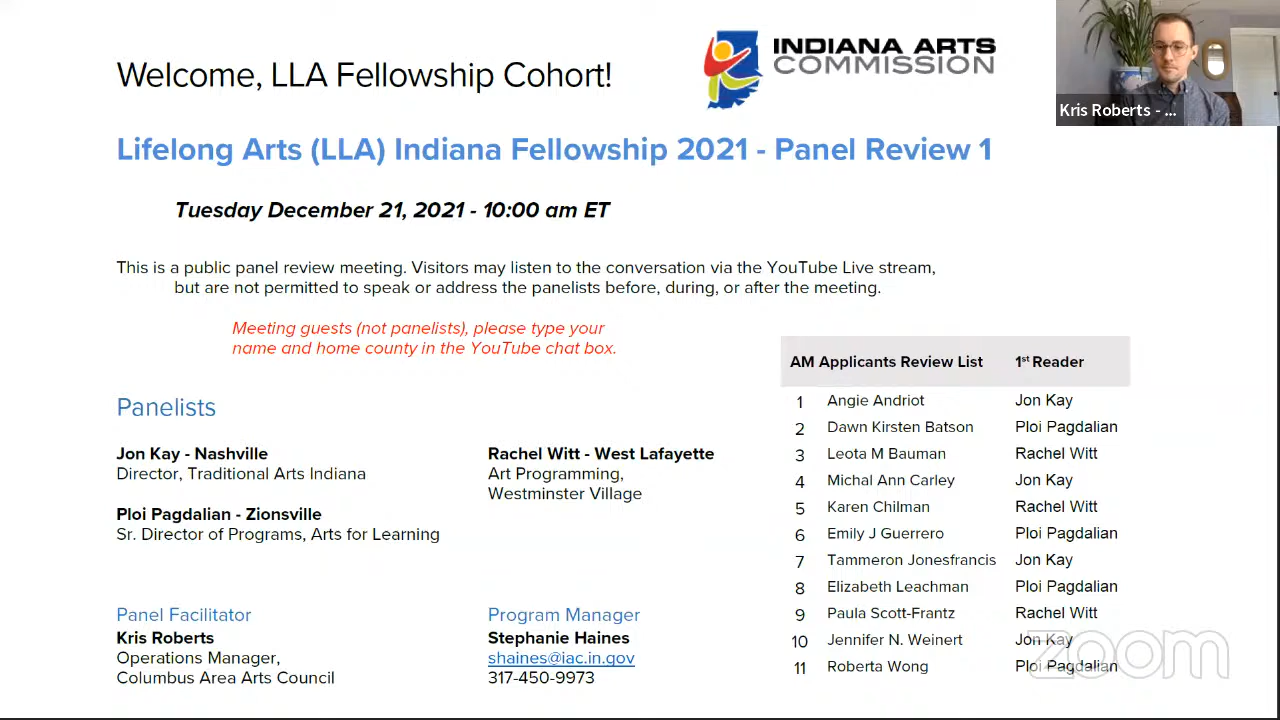 Welcome, LLA Fellowship Cohort!
INDIANA ARTS
COMMISSION
Kris Roberts - ...
Lifelong Arts (LLA) Indiana Fellowship 2021 - Panel Review 1
Tuesday December 21, 2021 - 10:00 am ET
This is a public panel review meeting. Visitors may listen to the conversation via the YouTube Live stream,
but are not permitted to speak or address the panelists before, during, or after the meeting.
Meeting guests (not panelists), please type your
name and home county in the YouTube chat box.
Panelists
Jon Kay - Nashville
Director, Traditional Arts Indiana
Ploi Pagdalian - Zionsville
Sr. Director of Programs, Arts for Learning
Rachel Witt - West Lafayette
Art Programming,
Westminster Village
Panel Facilitator
Kris Roberts
Operations Manager,
Columbus Area Arts Council
Program Manager
Stephanie Haines
shaines@iac.in.gov
317-450-9973
AM Applicants Review List 1st Reader
1 Angie Andriot Jon Kay
2 Dawn Kirsten Batson Ploi Pagdalian
3 Leota M Bauman Rachel Witt
4 Michal Ann Carley Jon Kay
5 Karen Chilman Rachel Witt
6 Emily J Guerrero Ploi Pagdalian
7 Tammeron Jonesfrancis Jon Kay
8 Elizabeth Leachman Ploi Pagdalian
9 Paula Scott-Frantz Rachel Witt
10 Jennifer N. Weinert Jon Kay
11 Roberta Wong Ploi Pagdalian
zoom